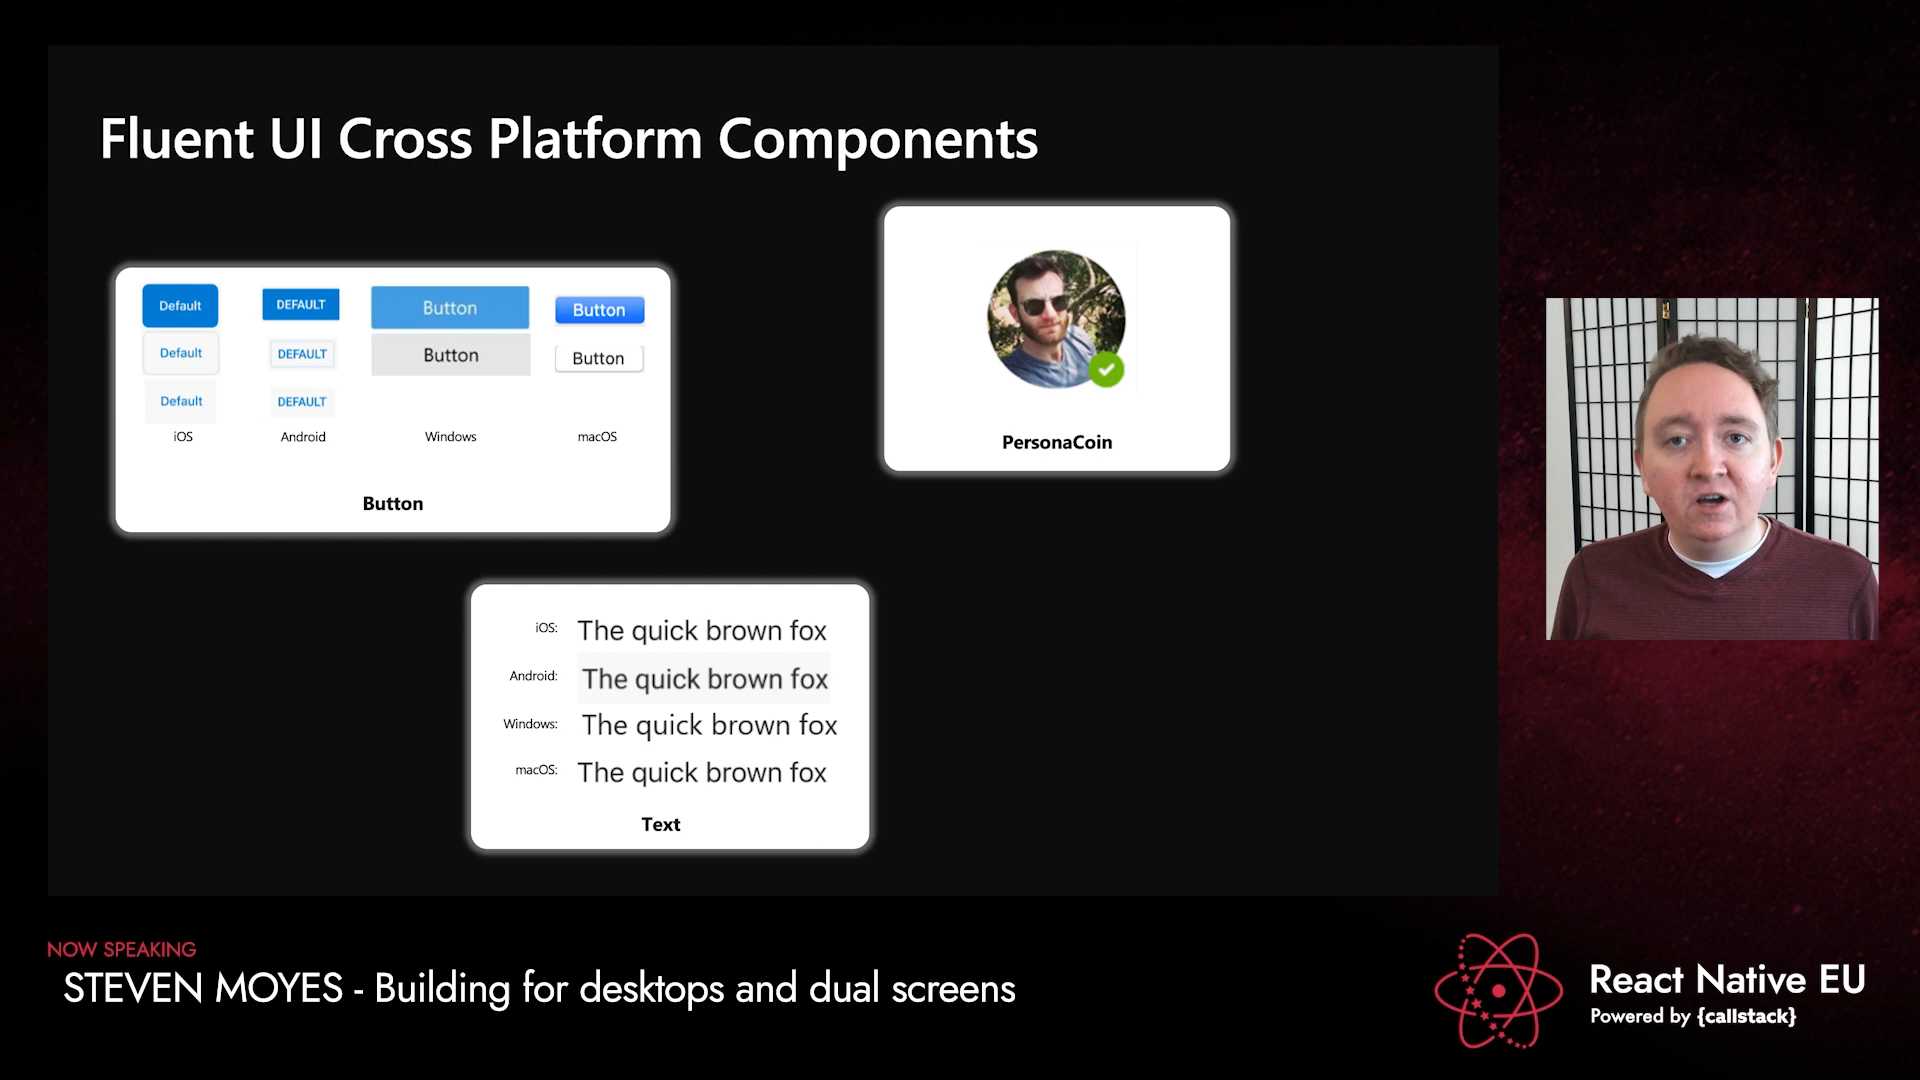 Fluent UI Cross Platform Components
Default
DEFAULT
Button
Button
Default
DEFAULT
Button
Button
Default
DEFAULT
iOS
Android
Windows
macOS
Button
PersonaCoin
iOS: The quick brown fox
Android: The quick brown fox
Windows: The quick brown fox
macOS: The quick brown fox
Text
NOW SPEAKING
STEVEN MOYES - Building for desktops and dual screens
React Native EU
Powered by {callstack}